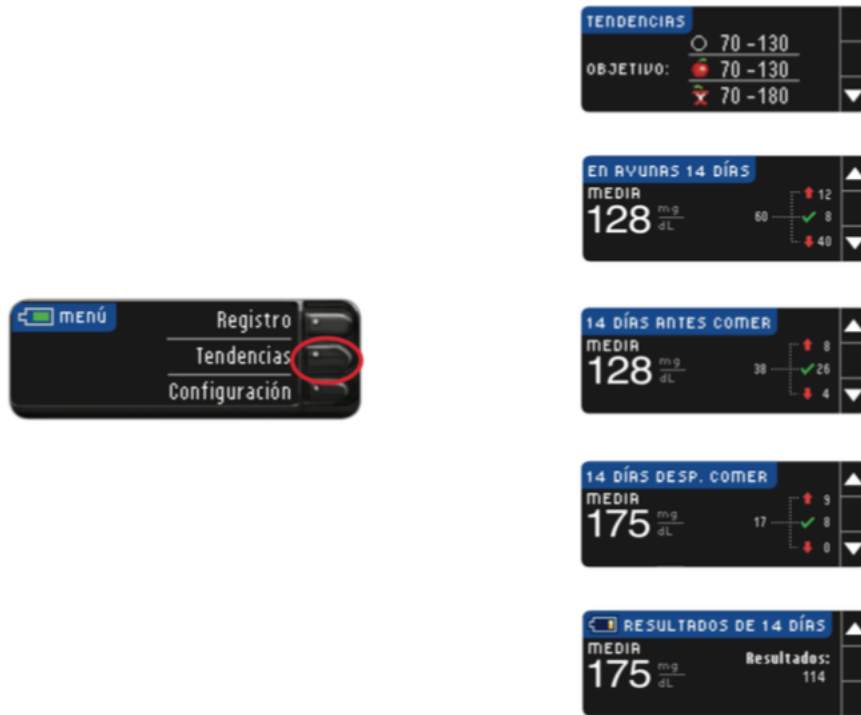 menú
Registro
Tendencias
Configuración
TENDENCIAS
70 - 130
OBJETIVO: 70 - 130
70 - 180
EN AYUNAS 14 DÍAS
MEDIA
128 mg/dL
60
12
8
40
14 DÍAS ANTES COMER
MEDIA
128 mg/dL
38
8
26
4
14 DÍAS DESP. COMER
MEDIA
175 mg/dL
17
9
8
0
RESULTADOS DE 14 DÍAS
MEDIA
175 mg/dL
Resultados:
114